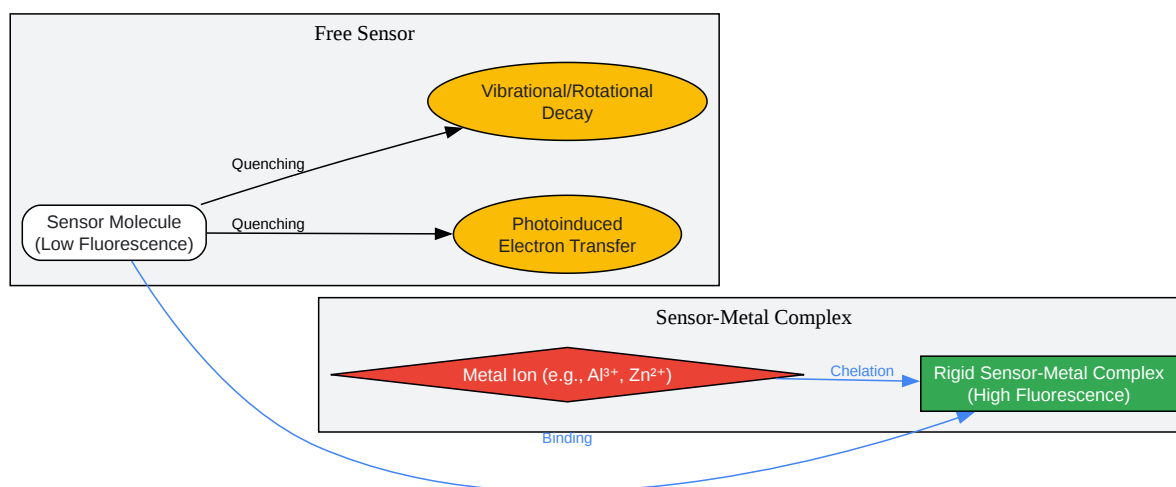 Free Sensor
Vibrational/Rotational
Decay
Quenching
Sensor Molecule
(Low Fluorescence)
Quenching
Photoinduced
Electron Transfer
Sensor-Metal Complex
Metal Ion (e.g., Al³⁺, Zn²⁺)
Chelation
Rigid Sensor-Metal Complex
(High Fluorescence)
Binding